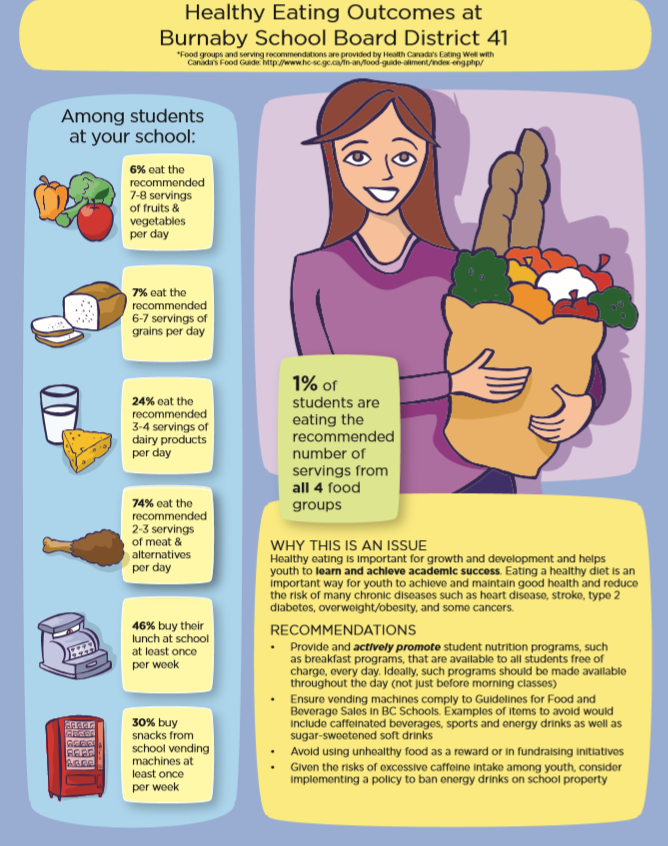 Healthy Eating Outcomes at
Burnaby School Board District 41
*Food groups and serving recommendations are provided by Health Canada's Eating Well with
Canada's Food Guide: http://www.hc-sc.gc.ca/fn-an/food-guide-aliment/index-eng.php/
Among students
at your school:
6% eat the
recommended
7-8 servings
of fruits &
vegetables
per day
7% eat the
recommended
6-7 servings of
grains per day
24% eat the
recommended
3-4 servings of
dairy products
per day
74% eat the
recommended
2-3 servings
of meat &
alternatives
per day
46% buy their
lunch at school
at least once
per week
30% buy
snacks from
school vending
machines at
least once
per week
1% of
students are
eating the
recommended
number of
servings from
all 4 food
groups
WHY THIS IS AN ISSUE
Healthy eating is important for growth and development and helps
youth to learn and achieve academic success. Eating a healthy diet is an
important way for youth to achieve and maintain good health and reduce
the risk of many chronic diseases such as heart disease, stroke, type 2
diabetes, overweight/obesity, and some cancers.
RECOMMENDATIONS
• Provide and actively promote student nutrition programs, such
as breakfast programs, that are available to all students free of
charge, every day. Ideally, such programs should be made available
throughout the day (not just before morning classes)
• Ensure vending machines comply to Guidelines for Food and
Beverage Sales in BC Schools. Examples of items to avoid would
include caffeinated beverages, sports and energy drinks as well as
sugar-sweetened soft drinks
• Avoid using unhealthy food as a reward or in fundraising initiatives
• Given the risks of excessive caffeine intake among youth, consider
implementing a policy to ban energy drinks on school property